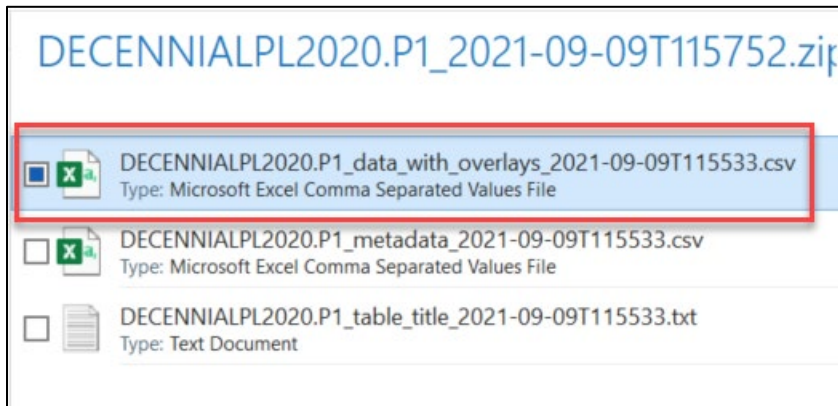 DECENNIALPL2020.P1_2021-09-09T115752.zip
DECENNIALPL2020.P1_data_with_overlays_2021-09-09T115533.csv
Type: Microsoft Excel Comma Separated Values File
DECENNIALPL2020.P1_metadata_2021-09-09T115533.csv
Type: Microsoft Excel Comma Separated Values File
DECENNIALPL2020.P1_table_title_2021-09-09T115533.txt
Type: Text Document